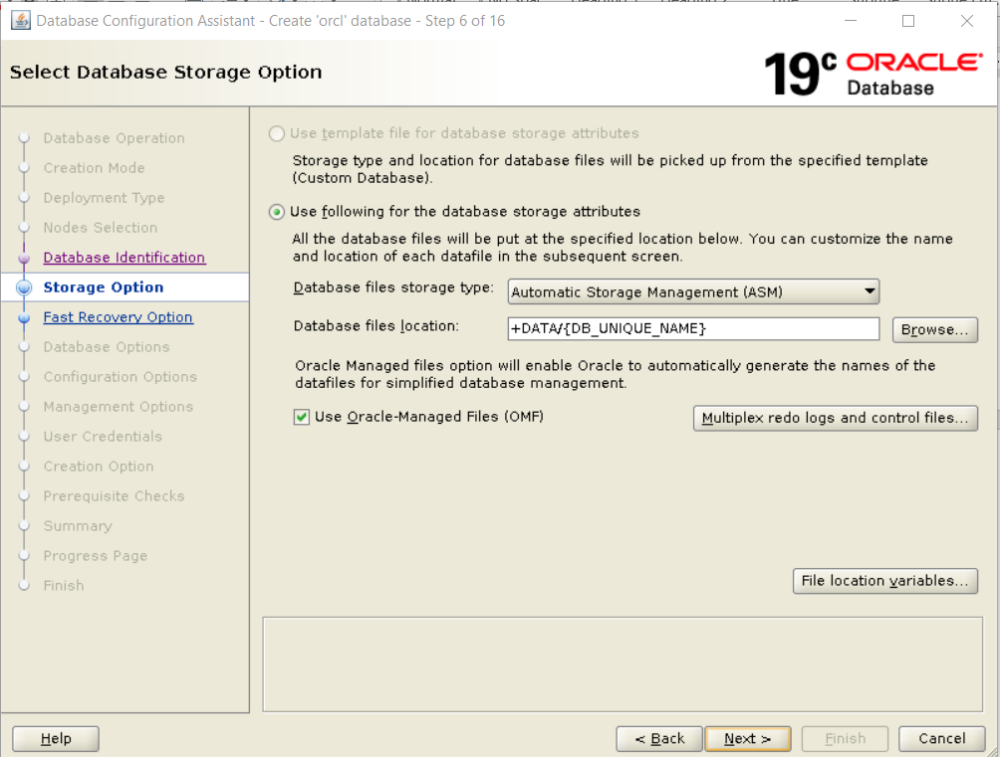 Database Configuration Assistant - Create 'orcl' database - Step 6 of 16
Select Database Storage Option
19c ORACLE
Database
Database Operation
Creation Mode
Deployment Type
Nodes Selection
Database Identification
Storage Option
Fast Recovery Option
Database Options
Configuration Options
Management Options
User Credentials
Creation Option
Prerequisite Checks
Summary
Progress Page
Finish
Use template file for database storage attributes
Storage type and location for database files will be picked up from the specified template
(Custom Database).
Use following for the database storage attributes
All the database files will be put at the specified location below. You can customize the name
and location of each datafile in the subsequent screen.
Database files storage type: Automatic Storage Management (ASM)
Database files location: +DATA/{DB_UNIQUE_NAME} Browse...
Oracle Managed files option will enable Oracle to automatically generate the names of the
datafiles for simplified database management.
Use Oracle-Managed Files (OMF) Multiplex redo logs and control files...
File location variables...
Help < Back Next > Finish Cancel